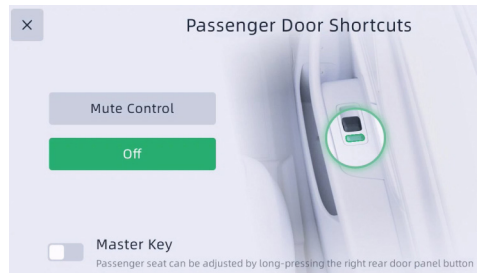 Passenger Door Shortcuts
Mute Control
Off
Master Key
Passenger seat can be adjusted by long-pressing the right rear door panel button